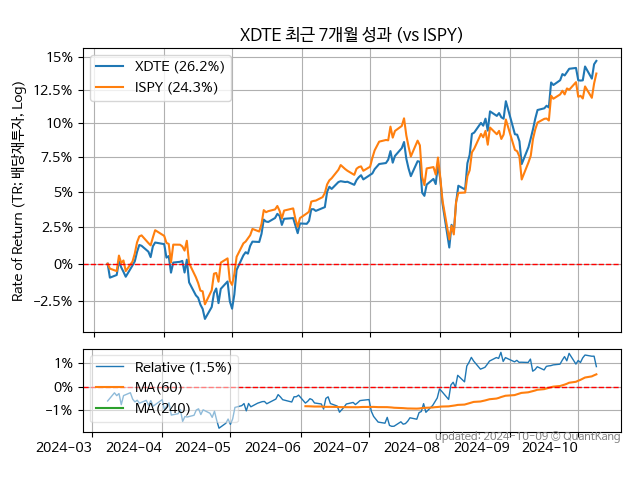 XDTE 최근 7개월 성과 (vs ISPY)
Rate of Return (TR: 배당재투자, Log)
15%
12.5%
10%
7.5%
5%
2.5%
0%
−2.5%
XDTE (26.2%)
ISPY (24.3%)
1%
0%
−1%
Relative (1.5%)
MA(60)
MA(240)
updated: 2024-10-09 © QuantKang
2024-03 2024-04 2024-05 2024-06 2024-07 2024-08 2024-09 2024-10